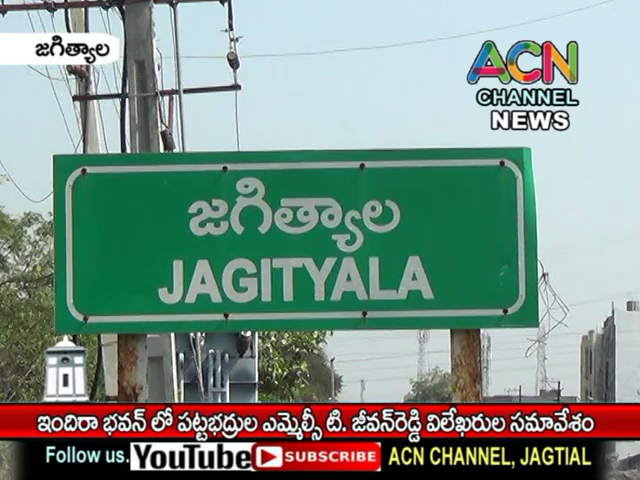 జగిత్యాల
ACN
CHANNEL
NEWS
జగిత్యాల
JAGITYALA
ఇందిరా భవన్ లో పట్టభద్రుల ఎమ్మెల్సీ టి. జీవన్‌రెడ్డి విలేఖరుల సమావేశం
Follow us. YouTube SUBSCRIBE ACN CHANNEL, JAGTIAL